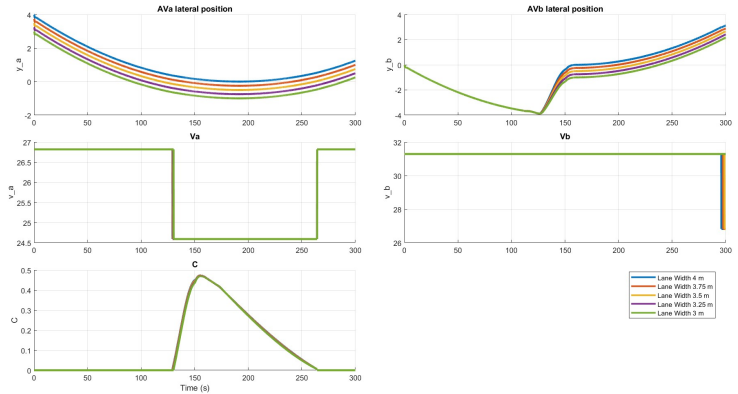 AVa lateral position
4
2
0
-2
y_a
0 50 100 150 200 250 300
AVb lateral position
4
2
0
-2
-4
y_b
0 50 100 150 200 250 300
Va
27
26.5
26
25.5
25
24.5
v_a
0 50 100 150 200 250 300
Vb
32
30
28
26
v_b
0 50 100 150 200 250 300
C
0.5
0.4
0.3
0.2
0.1
0
C
0 50 100 150 200 250 300
Time (s)
Lane Width 4 m
Lane Width 3.75 m
Lane Width 3.5 m
Lane Width 3.25 m
Lane Width 3 m